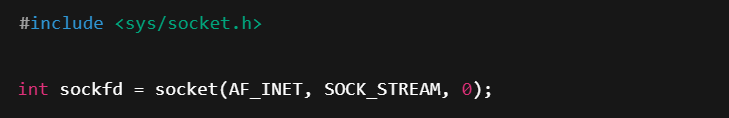 #include <sys/socket.h>
int sockfd = socket(AF_INET, SOCK_STREAM, 0);